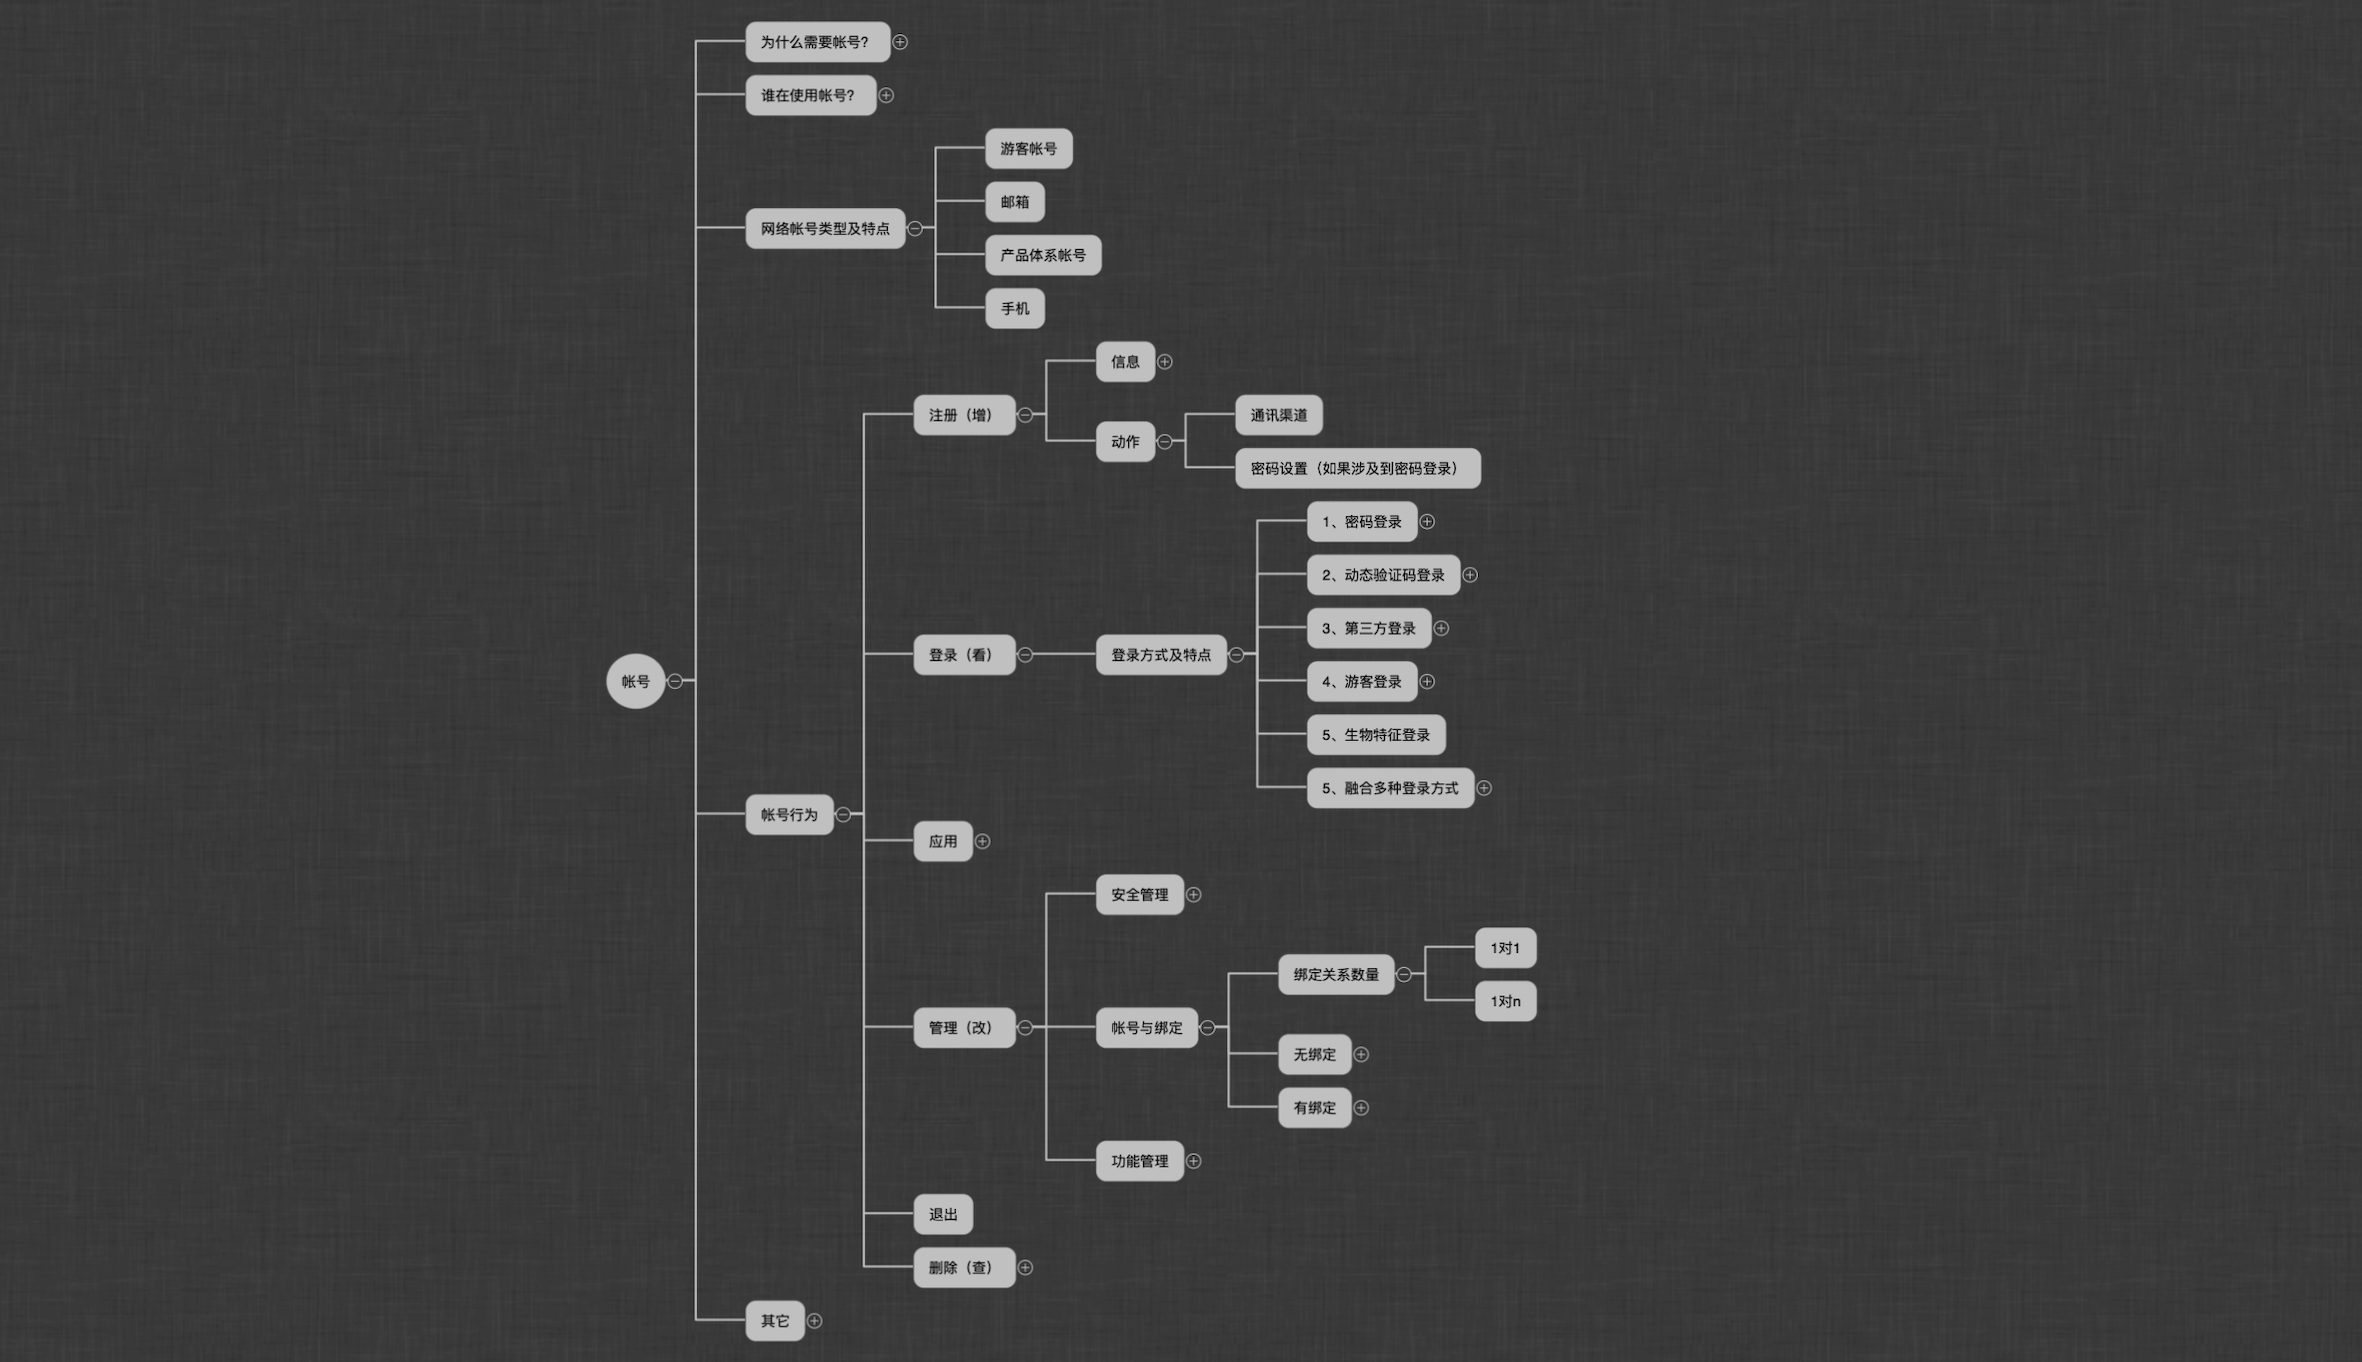 为什么需要帐号？
谁在使用帐号？
游客帐号
邮箱
网络帐号类型及特点
产品体系帐号
手机
信息
注册（增）
通讯渠道
动作
密码设置（如果涉及到密码登录）
1、密码登录
2、动态验证码登录
3、第三方登录
登录（看）
登录方式及特点
帐号
4、游客登录
5、生物特征登录
5、融合多种登录方式
帐号行为
应用
安全管理
1对1
绑定关系数量
1对n
管理（改）
帐号与绑定
无绑定
有绑定
功能管理
退出
删除（查）
其它